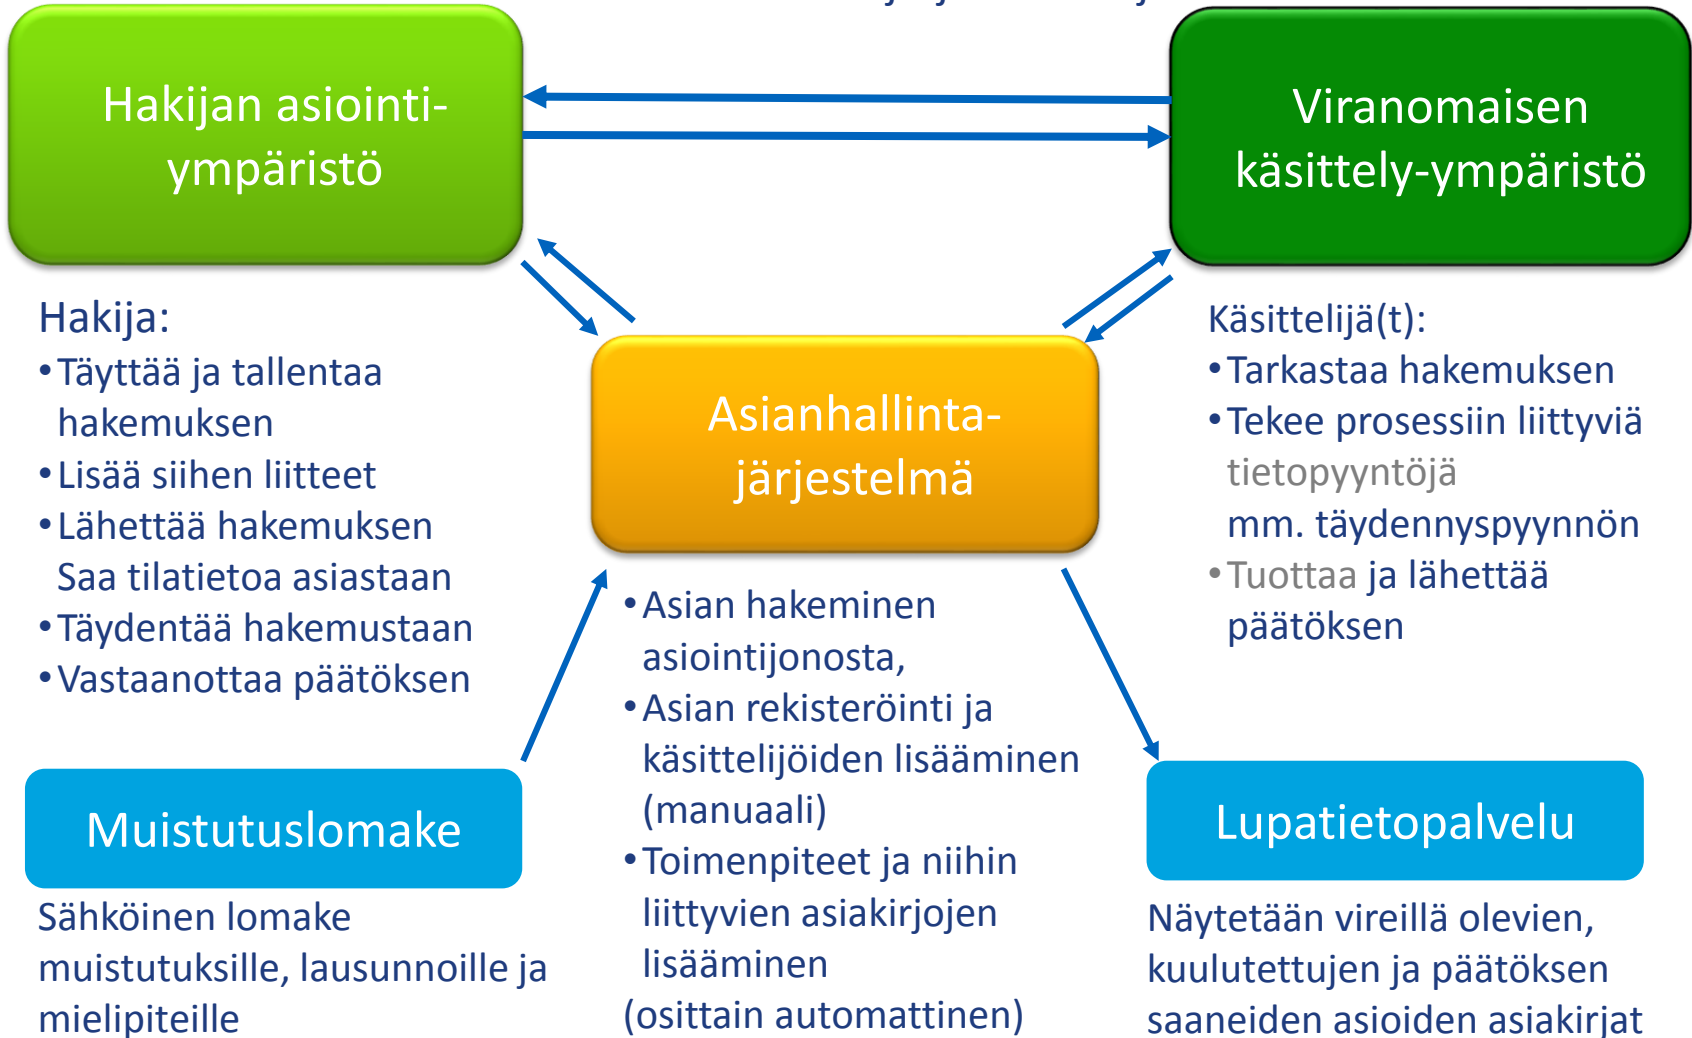 Hakijan asiointi-
ympäristö
Viranomaisen
käsittely-ympäristö
Hakija:
•Täyttää ja tallentaa
hakemuksen
•Lisää siihen liitteet
•Lähettää hakemuksen
Saa tilatietoa asiastaan
•Täydentää hakemustaan
•Vastaanottaa päätöksen
Asianhallinta-
järjestelmä
Käsittelijä(t):
•Tarkastaa hakemuksen
•Tekee prosessiin liittyviä
tietopyyntöjä
mm. täydennyspyynnön
•Tuottaa ja lähettää
päätöksen
•Asian hakeminen
asiointijonosta,
•Asian rekisteröinti ja
käsittelijöiden lisääminen
(manuaali)
•Toimenpiteet ja niihin
liittyvien asiakirjojen
lisääminen
(osittain automattinen)
Muistutuslomake
Sähköinen lomake
muistutuksille, lausunnoille ja
mielipiteille
Lupatietopalvelu
Näytetään vireillä olevien,
kuulutettujen ja päätöksen
saaneiden asioiden asiakirjat